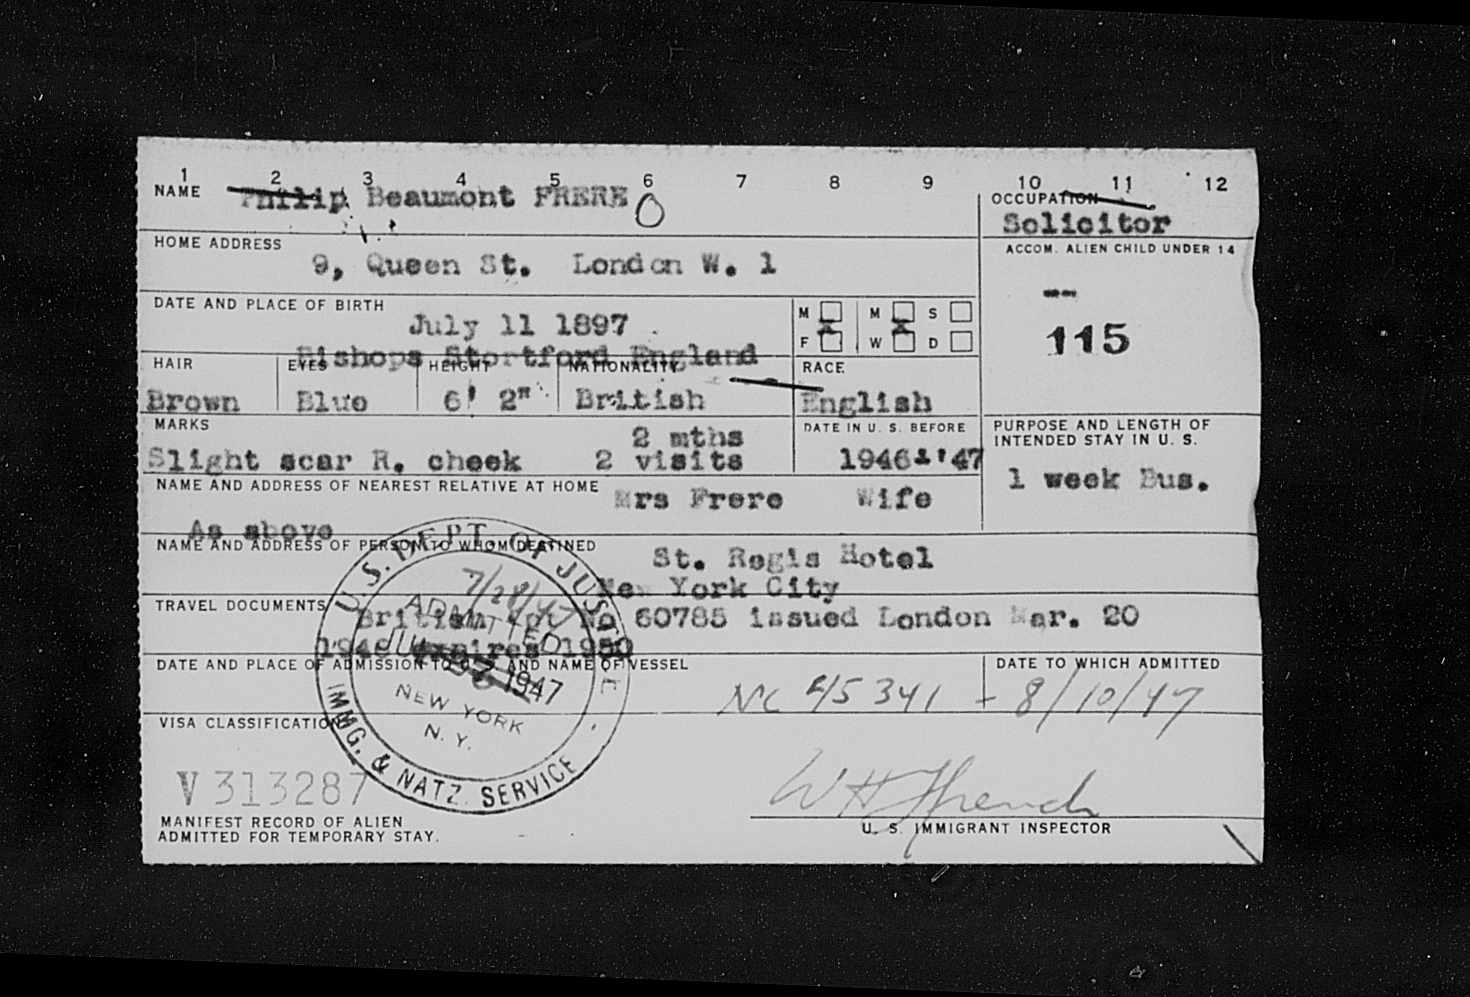 1 2 3 4 5 6 7 8 9 10 11 12
NAME Philip Beaumont FRERE
OCCUPATION
Solicitor
HOME ADDRESS
9, Queen St. London W. 1
ACCOM. ALIEN CHILD UNDER 14
--
115
DATE AND PLACE OF BIRTH
July 11 1897
Bishops Stortford England
M M S
X X
F W D
HAIR EYES HEIGHT NATIONALITY RACE
Brown Blue 6' 2" British English
MARKS
2 mths
Slight scar R. cheek 2 visits
DATE IN U. S. BEFORE
1946 '47
PURPOSE AND LENGTH OF
INTENDED STAY IN U. S.
1 week Bus.
NAME AND ADDRESS OF NEAREST RELATIVE AT HOME
Mrs Frere Wife
As above
NAME AND ADDRESS OF PERSON TO WHOM DESTINED
St. Regis Hotel
New York City
TRAVEL DOCUMENTS
British No 60785 issued London Mar. 20
1946 expires 1950
DATE AND PLACE OF ADMISSION TO U.S. AND NAME OF VESSEL
NC 45341 - 8/10/47
DATE TO WHICH ADMITTED
U.S. DEPT. OF JUSTICE
7/28/47
ADMITTED
1947
NEW YORK
N. Y.
IMMG. & NATZ. SERVICE
VISA CLASSIFICATION
V313287
W H French
MANIFEST RECORD OF ALIEN
ADMITTED FOR TEMPORARY STAY.
U. S. IMMIGRANT INSPECTOR